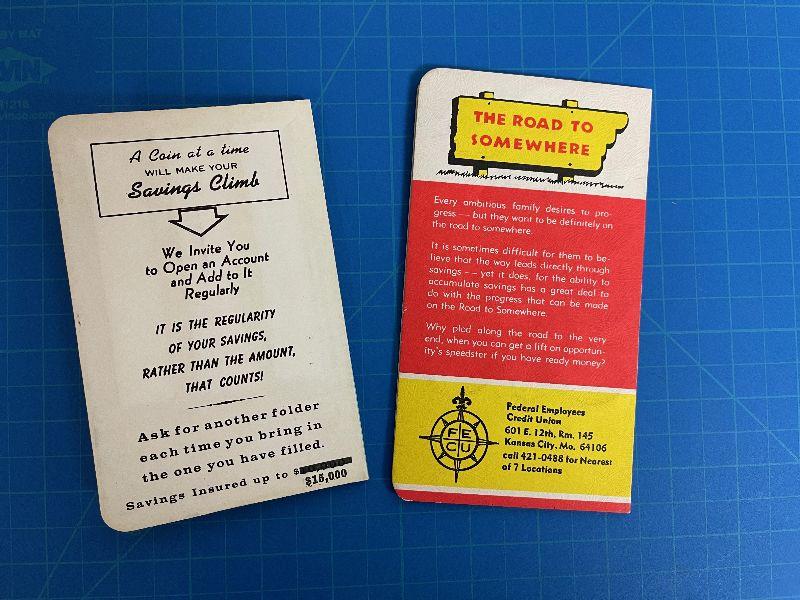 BY MAT
A Coin at a time
WILL MAKE YOUR
Savings Climb
We Invite You
to Open an Account
and Add to It
Regularly
IT IS THE REGULARITY
OF YOUR SAVINGS,
RATHER THAN THE AMOUNT,
THAT COUNTS!
Ask for another folder
each time you bring in
the one you have filled.
Savings Insured up to $
$15,000
THE ROAD TO
SOMEWHERE
Every ambitious family desires to pro-
gress -- but they want to be definitely on
the road to somewhere.
It is sometimes difficult for them to be-
lieve that the way leads directly through
savings -- yet it does, for the ability to
accumulate savings has a great deal to
do with the progress that can be made
on the Road to Somewhere.
Why plod along the road to the very
end, when you can get a lift on opportun-
ity's speedster if you have ready money?
FE
CU
Federal Employees
Credit Union
601 E. 12th, Rm. 145
Kansas City, Mo. 64106
call 421-0488 for Nearest
of 7 Locations